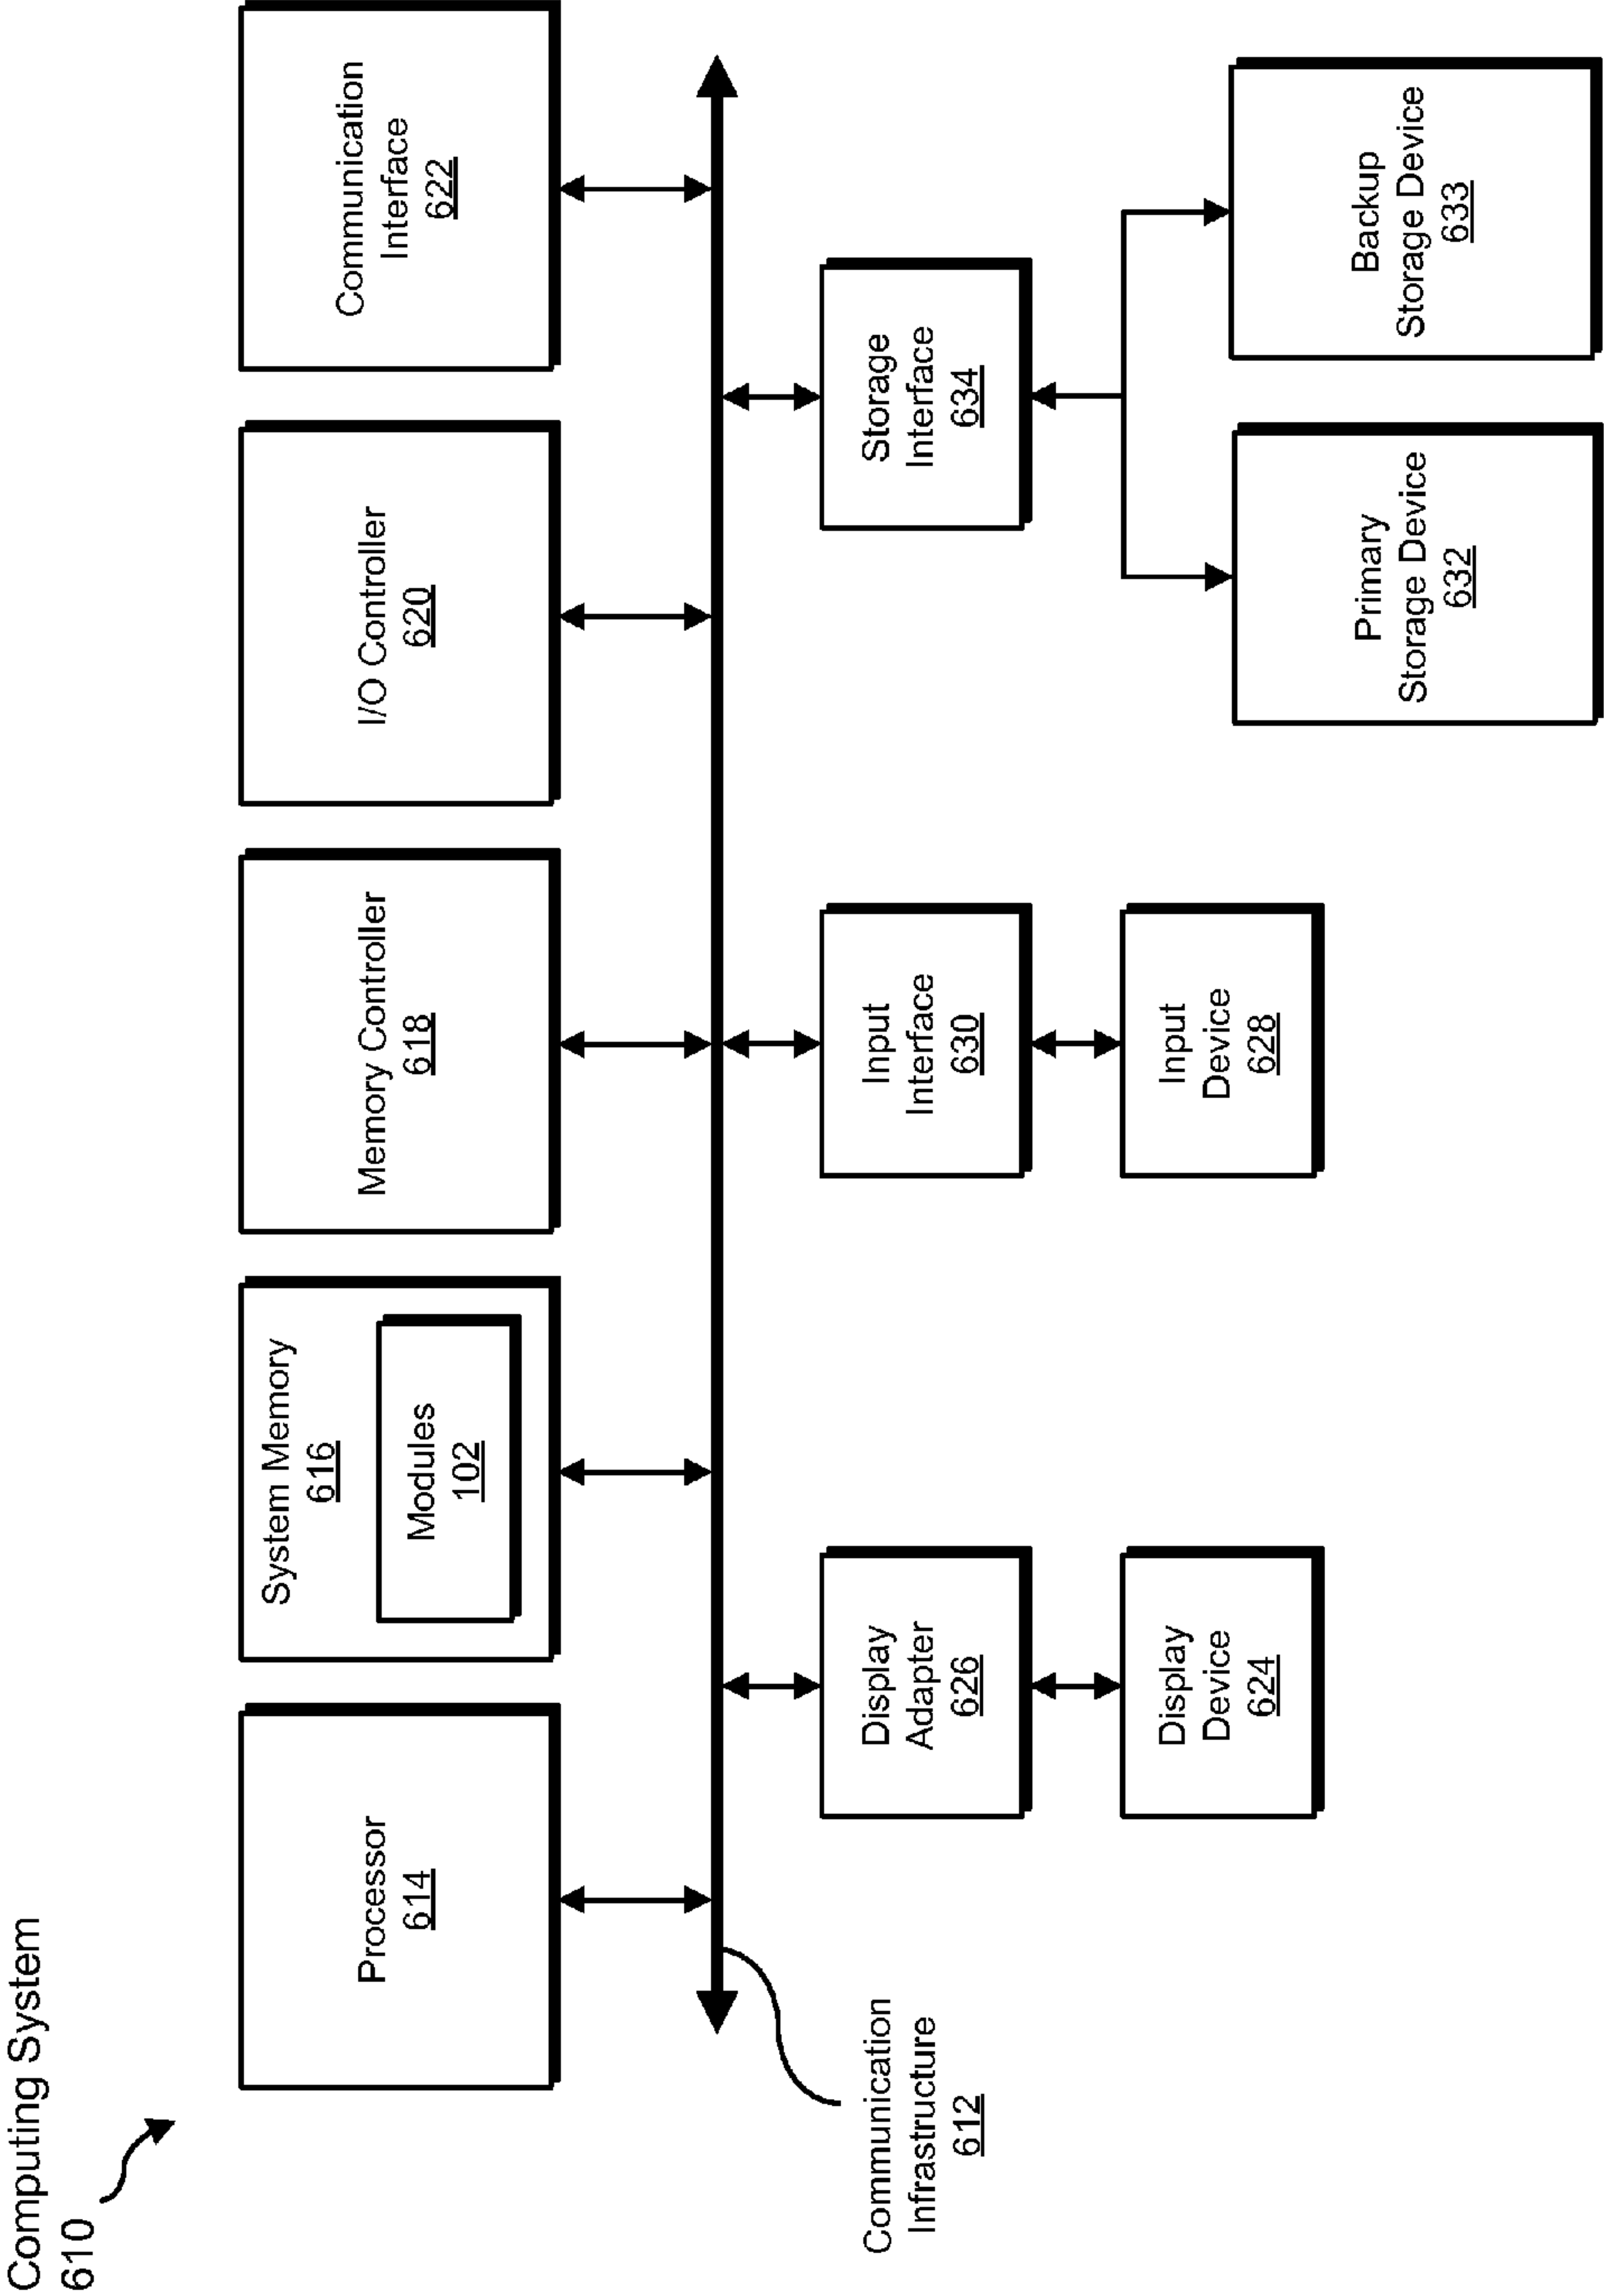 Computing System
610
Processor
614
System Memory
616
Modules
102
Memory Controller
618
I/O Controller
620
Communication
Interface
622
Communication
Infrastructure
612
Display
Adapter
626
Input
Interface
630
Storage
Interface
634
Display
Device
624
Input
Device
628
Primary
Storage Device
632
Backup
Storage Device
633